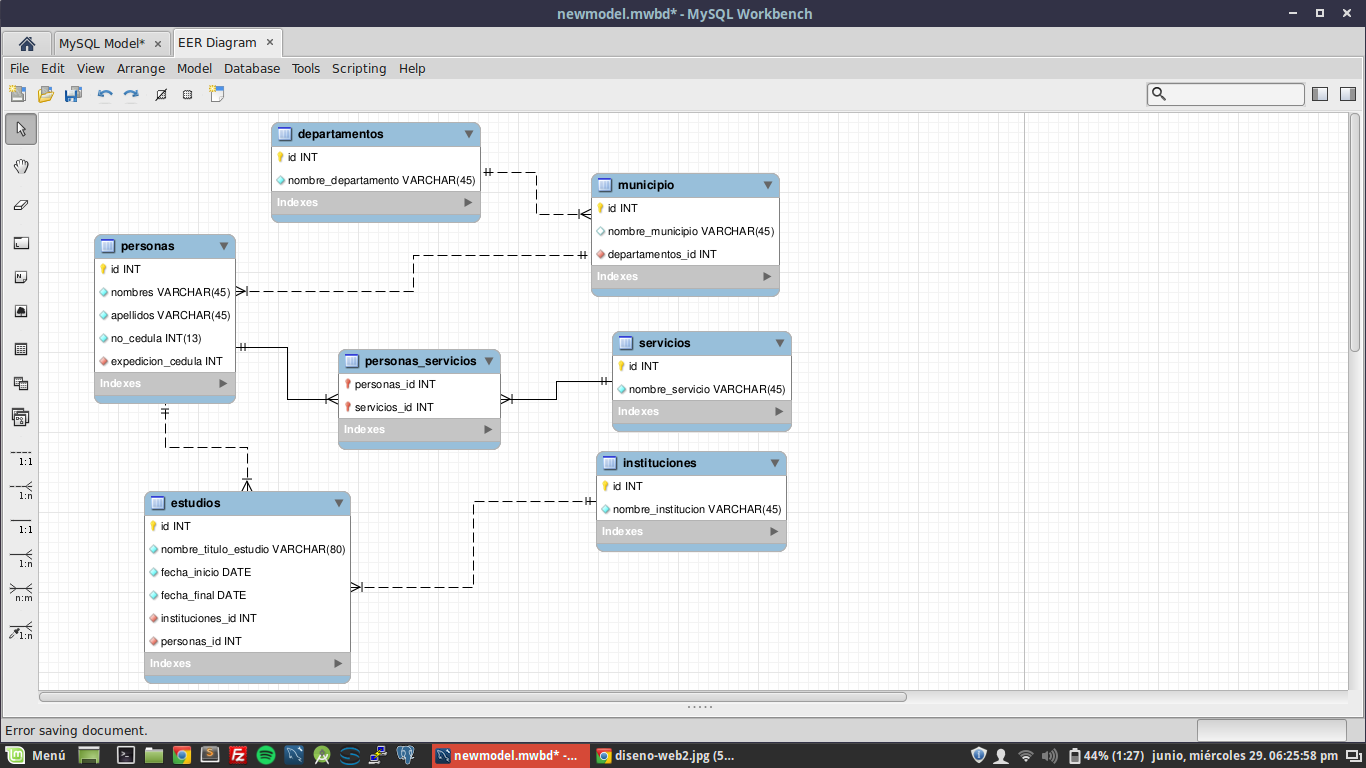 newmodel.mwbd* - MySQL Workbench
MySQL Model* ×
EER Diagram ×
File Edit View Arrange Model Database Tools Scripting Help
departamentos
id INT
nombre_departamento VARCHAR(45)
Indexes
municipio
id INT
nombre_municipio VARCHAR(45)
departamentos_id INT
Indexes
personas
id INT
nombres VARCHAR(45)
apellidos VARCHAR(45)
no_cedula INT(13)
expedicion_cedula INT
Indexes
personas_servicios
personas_id INT
servicios_id INT
Indexes
servicios
id INT
nombre_servicio VARCHAR(45)
Indexes
instituciones
id INT
nombre_institucion VARCHAR(45)
Indexes
estudios
id INT
nombre_titulo_estudio VARCHAR(80)
fecha_inicio DATE
fecha_final DATE
instituciones_id INT
personas_id INT
Indexes
1:1
1:n
1:1
1:n
n:m
1:n
Error saving document.
Menú
newmodel.mwbd* -...
diseno-web2.jpg (5...
44% (1:27)
junio, miércoles 29. 06:25:58 pm